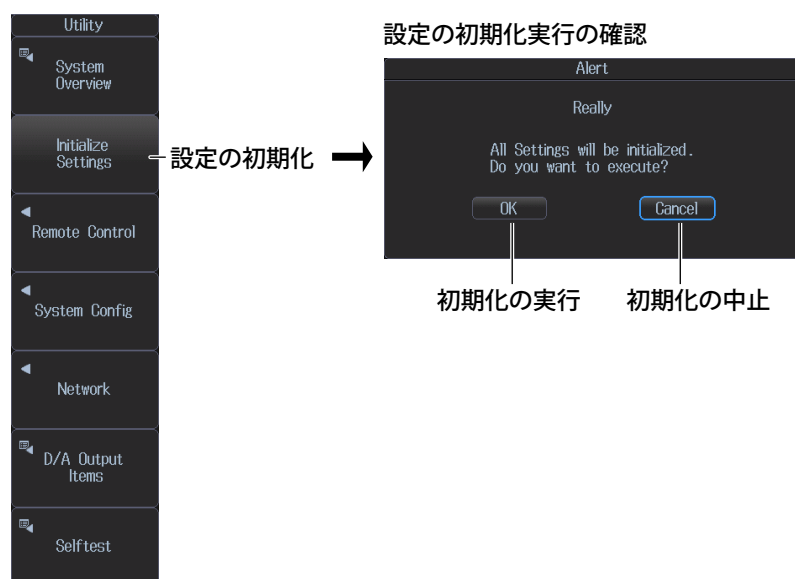 Utility
System
Overview
Initialize
Settings
設定の初期化
Remote Control
System Config
Network
D/A Output
Items
Selftest
設定の初期化実行の確認
Alert
Really
All Settings will be initialized.
Do you want to execute?
OK
Cancel
初期化の実行
初期化の中止